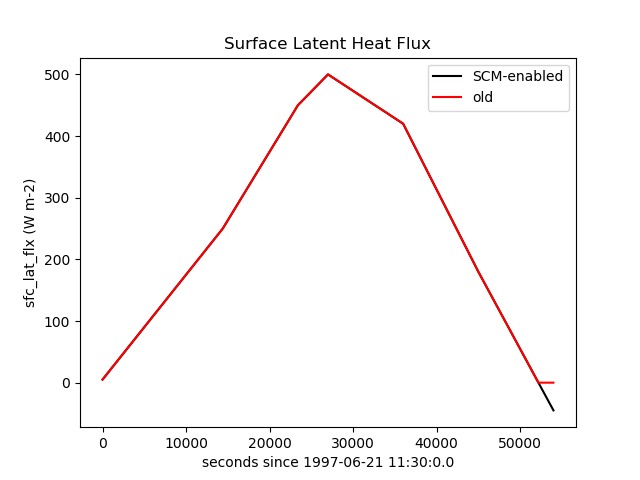 Surface Latent Heat Flux
SCM-enabled
old
sfc_lat_flx (W m-2)
500
400
300
200
100
0
0 10000 20000 30000 40000 50000
seconds since 1997-06-21 11:30:0.0